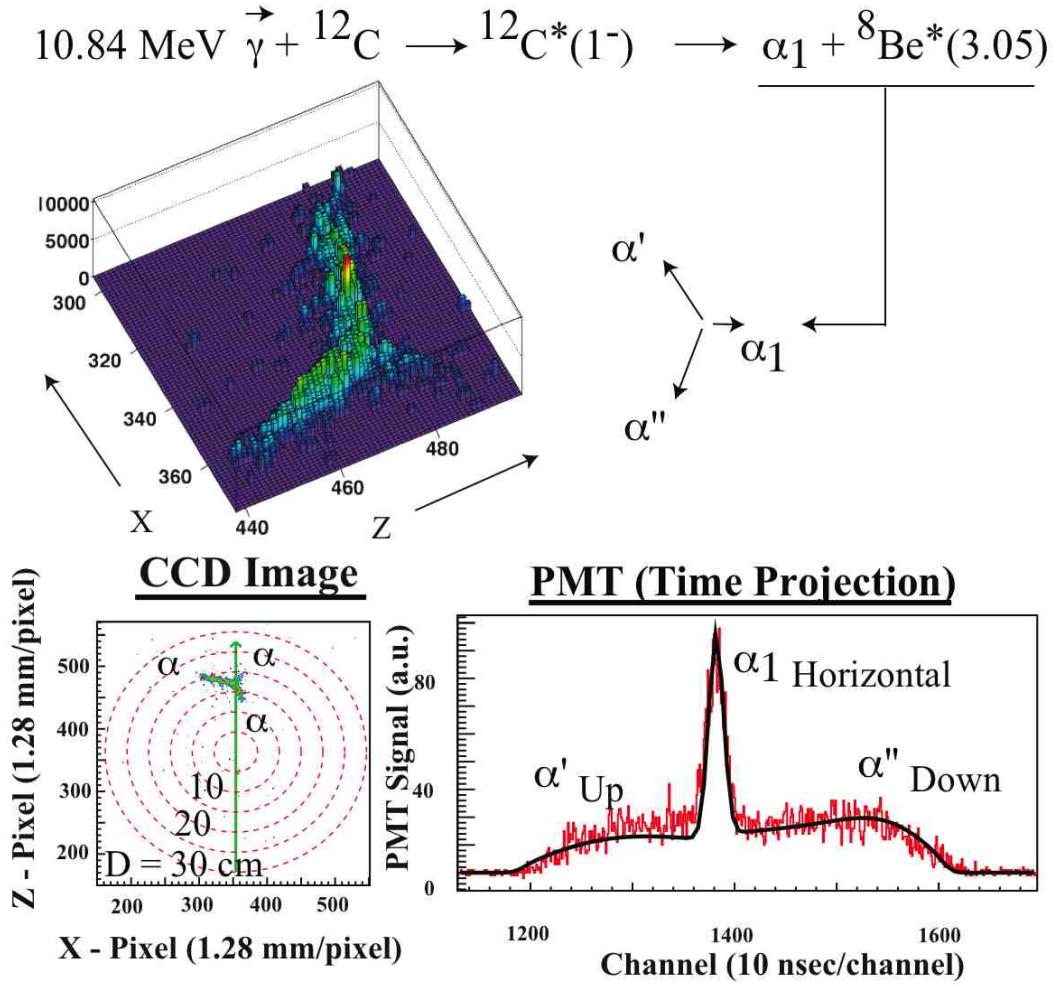 10.84 MeV γ + ¹²C → ¹²C*(1⁻) → α₁ + ⁸Be*(3.05)
10000
5000
0
300
320
340
360
440
460
480
X
Z
α'
α1
α"
CCD Image
Z - Pixel (1.28 mm/pixel)
500
400
300
200
α
α
α
10
20
D = 30 cm
200
300
400
500
X - Pixel (1.28 mm/pixel)
PMT (Time Projection)
PMT Signal (a.u.)
80
40
0
α1 Horizontal
α' Up
α" Down
1200
1400
1600
Channel (10 nsec/channel)